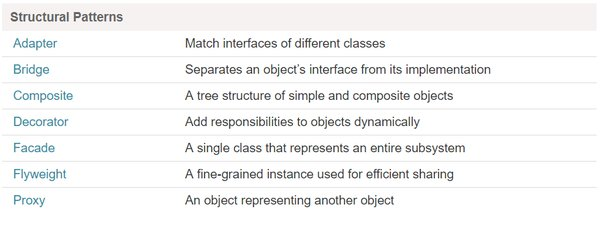 Structural Patterns
Adapter Match interfaces of different classes
Bridge Separates an object’s interface from its implementation
Composite A tree structure of simple and composite objects
Decorator Add responsibilities to objects dynamically
Facade A single class that represents an entire subsystem
Flyweight A fine-grained instance used for efficient sharing
Proxy An object representing another object